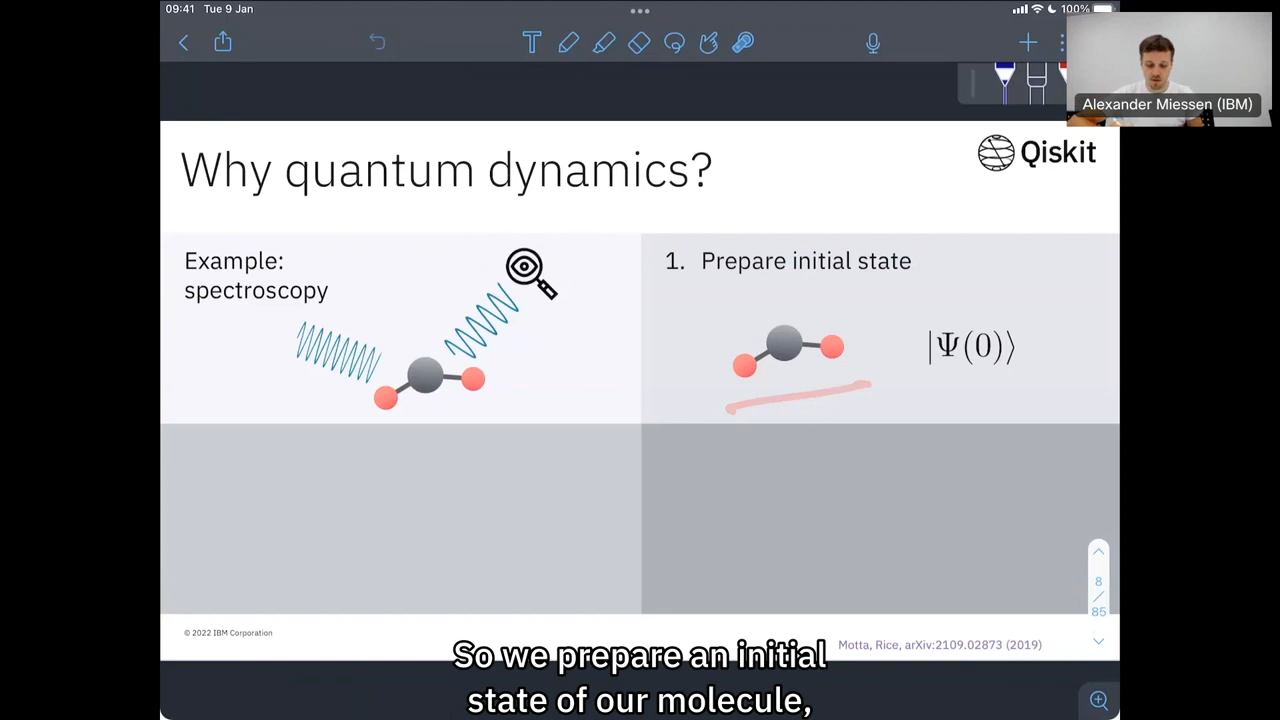 09:41 Tue 9 Jan
100%
T
Alexander Miessen (IBM)
Why quantum dynamics?
Qiskit
Example:
spectroscopy
1. Prepare initial state
|Ψ(0)⟩
8
/
85
© 2022 IBM Corporation
Motta, Rice, arXiv:2109.02873 (2019)
So we prepare an initial
state of our molecule,